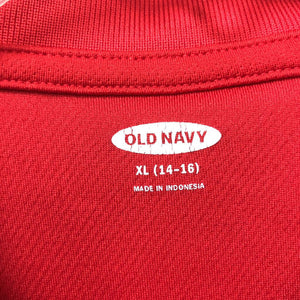 OLD NAVY
XL (14-16)
MADE IN INDONESIA